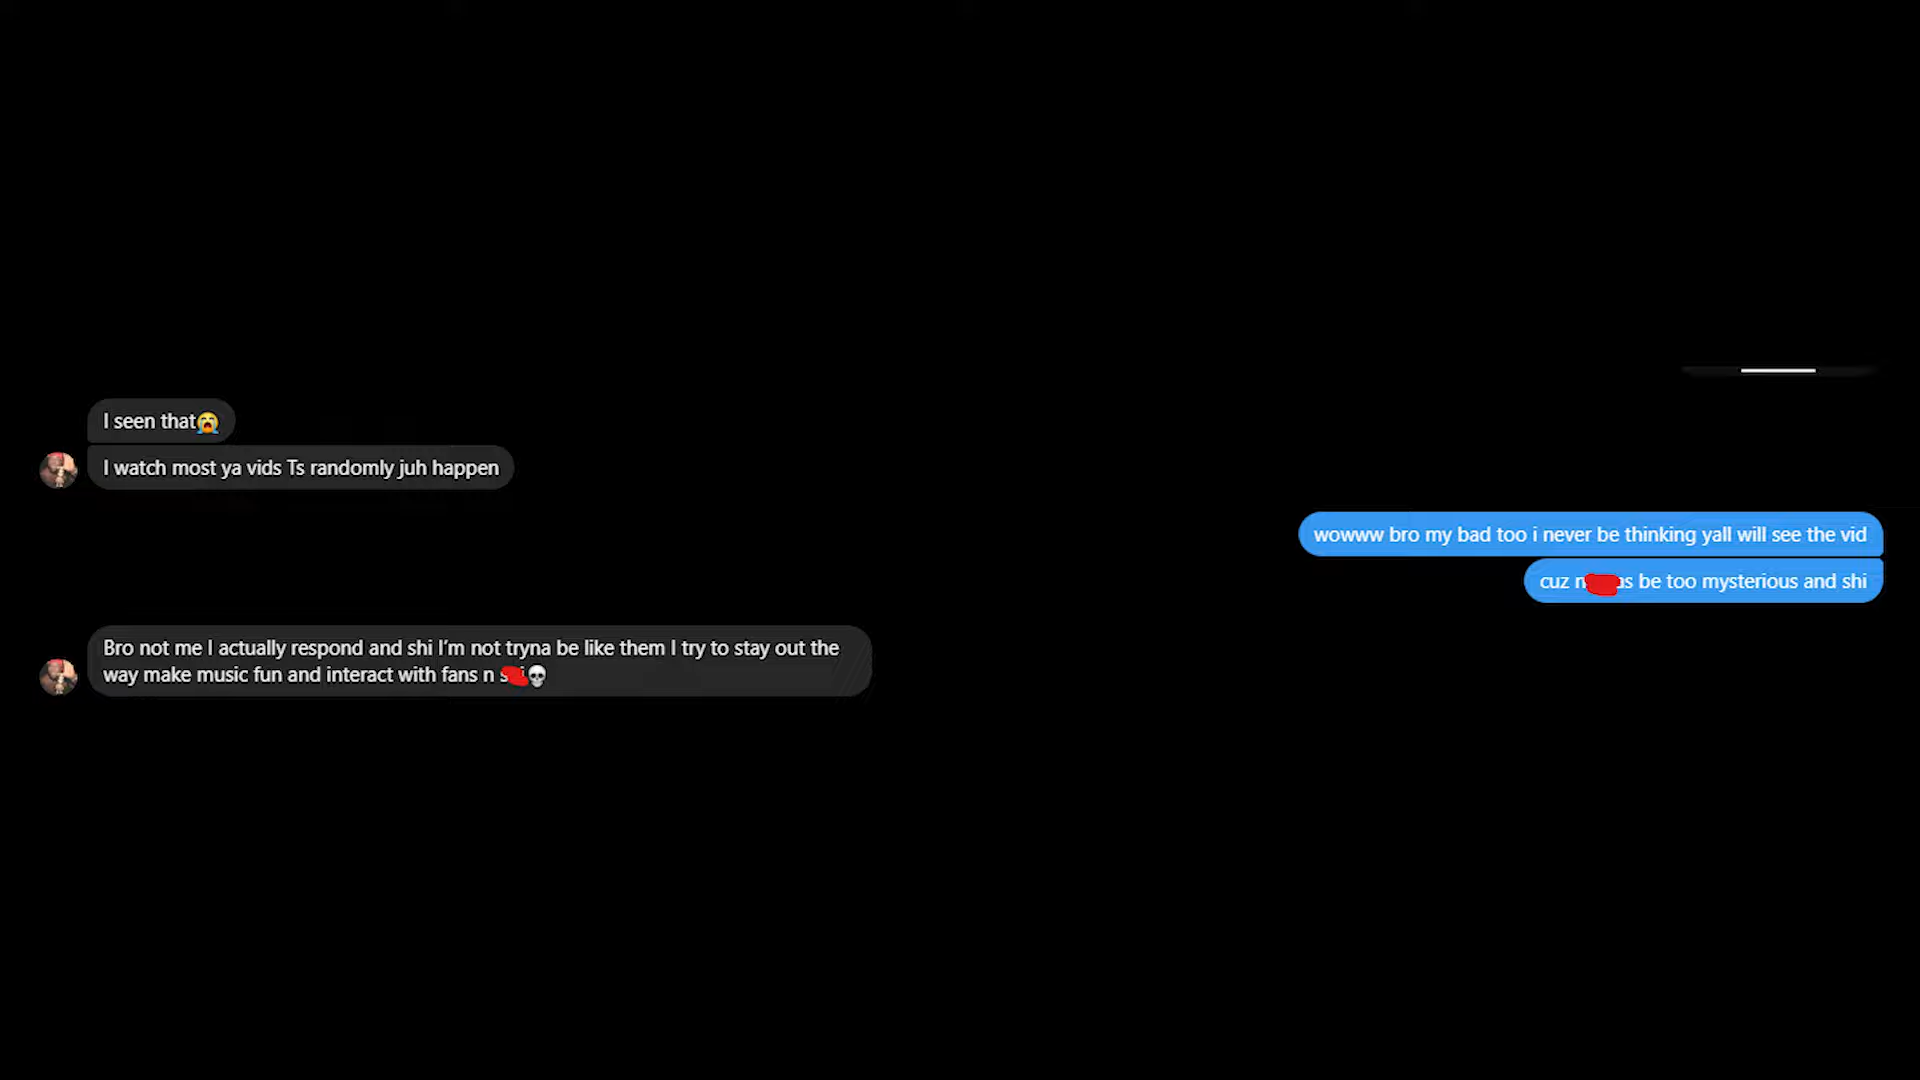 I seen that😭
I watch most ya vids Ts randomly juh happen
wowww bro my bad too i never be thinking yall will see the vid
cuz be too mysterious and shi
Bro not me I actually respond and shi I'm not tryna be like them I try to stay out the
way make music fun and interact with fans n 💀